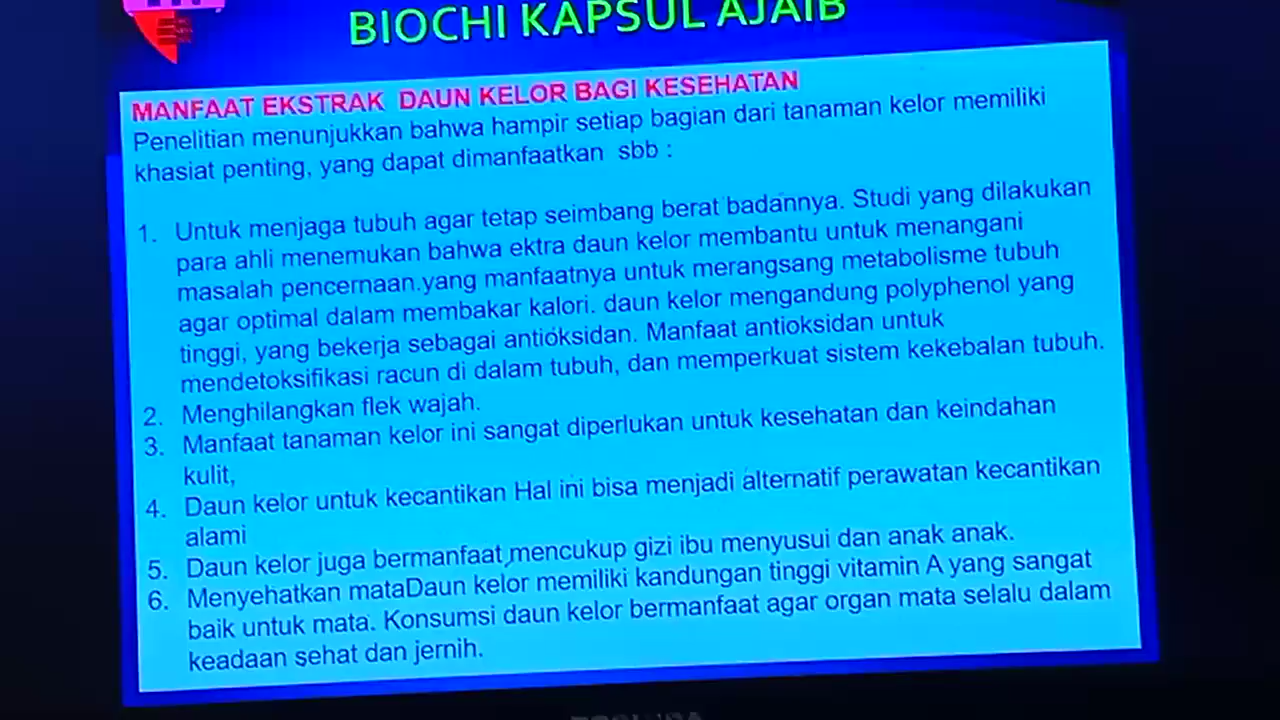 BIOCHI KAPSUL AJAIB
MANFAAT EKSTRAK DAUN KELOR BAGI KESEHATAN
Penelitian menunjukkan bahwa hampir setiap bagian dari tanaman kelor memiliki
khasiat penting, yang dapat dimanfaatkan sbb :
1. Untuk menjaga tubuh agar tetap seimbang berat badannya. Studi yang dilakukan
para ahli menemukan bahwa ektra daun kelor membantu untuk menangani
masalah pencernaan.yang manfaatnya untuk merangsang metabolisme tubuh
agar optimal dalam membakar kalori. daun kelor mengandung polyphenol yang
tinggi, yang bekerja sebagai antioksidan. Manfaat antioksidan untuk
mendetoksifikasi racun di dalam tubuh, dan memperkuat sistem kekebalan tubuh.
2. Menghilangkan flek wajah.
3. Manfaat tanaman kelor ini sangat diperlukan untuk kesehatan dan keindahan
kulit,
4. Daun kelor untuk kecantikan Hal ini bisa menjadi alternatif perawatan kecantikan
alami
5. Daun kelor juga bermanfaat,mencukup gizi ibu menyusui dan anak anak.
6. Menyehatkan mataDaun kelor memiliki kandungan tinggi vitamin A yang sangat
baik untuk mata. Konsumsi daun kelor bermanfaat agar organ mata selalu dalam
keadaan sehat dan jernih.